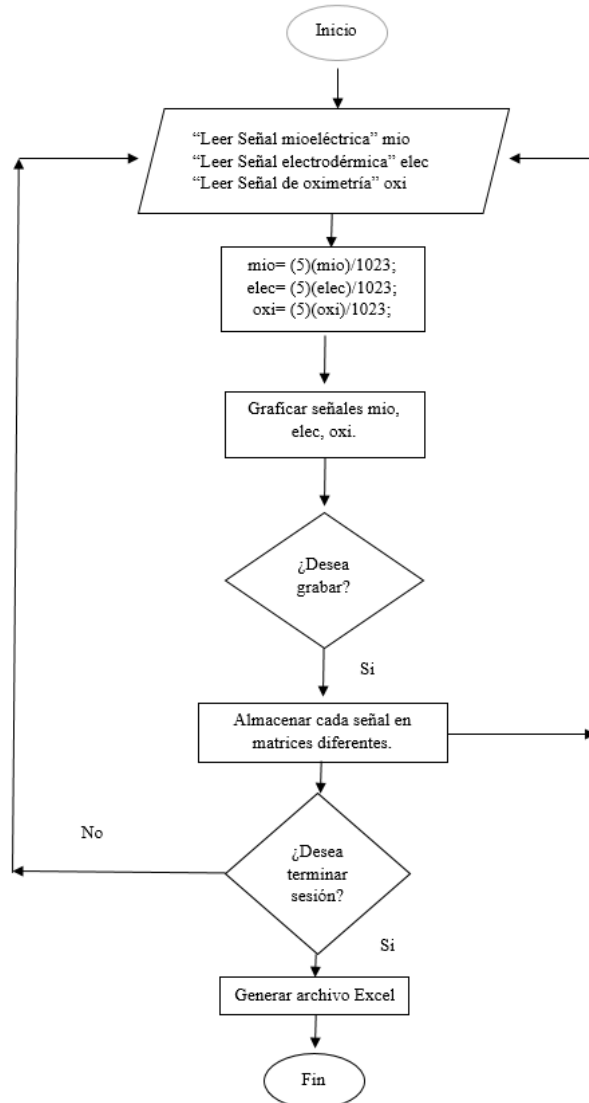 Inicio
“Leer Señal mioeléctrica” mio
“Leer Señal electrodérmica” elec
“Leer Señal de oximetría” oxi
mio= (5)(mio)/1023;
elec= (5)(elec)/1023;
oxi= (5)(oxi)/1023;
Graficar señales mio,
elec, oxi.
¿Desea
grabar?
Si
Almacenar cada señal en
matrices diferentes.
No
¿Desea
terminar
sesión?
Si
Generar archivo Excel
Fin